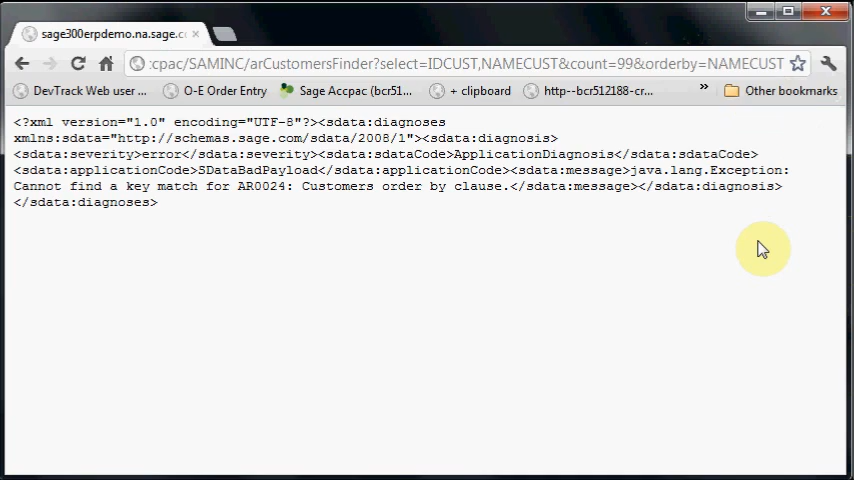 sage300erpdemo.na.sage.c
:cpac/SAMINC/arCustomersFinder?select=IDCUST,NAMECUST&count=99&orderby=NAMECUST
DevTrack Web user ... O-E Order Entry Sage Accpac (bcr51... + clipboard http--bcr512188-cr... » Other bookmarks
<?xml version="1.0" encoding="UTF-8"?><sdata:diagnoses
xmlns:sdata="http://schemas.sage.com/sdata/2008/1"><sdata:diagnosis>
<sdata:severity>error</sdata:severity><sdata:sdataCode>ApplicationDiagnosis</sdata:sdataCode>
<sdata:applicationCode>SDataBadPayload</sdata:applicationCode><sdata:message>java.lang.Exception:
Cannot find a key match for AR0024: Customers order by clause.</sdata:message></sdata:diagnosis>
</sdata:diagnoses>